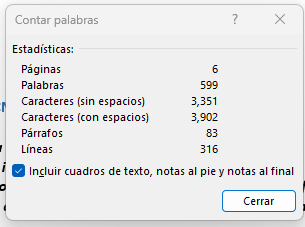 Contar palabras ? ×
Estadísticas:
Páginas 6
Palabras 599
Caracteres (sin espacios) 3,351
Caracteres (con espacios) 3,902
Párrafos 83
Líneas 316
Incluir cuadros de texto, notas al pie y notas al final
Cerrar